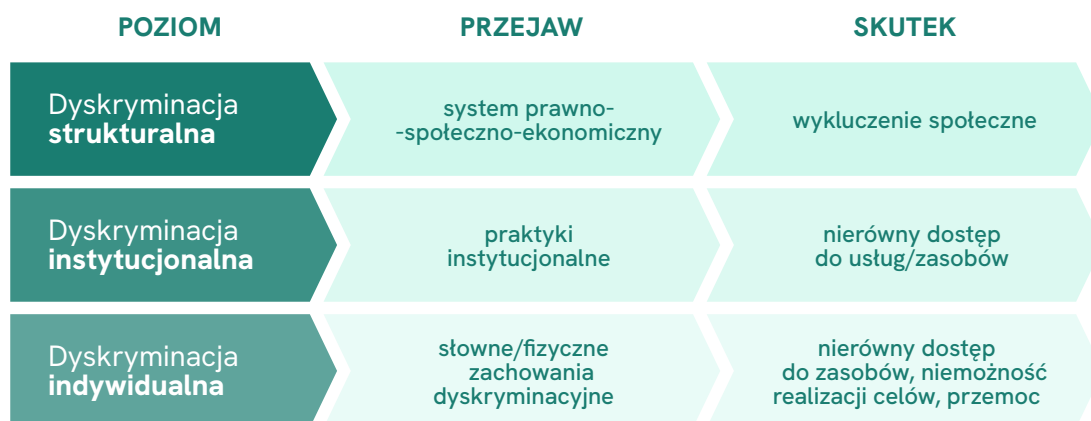 POZIOM PRZEJAW SKUTEK
Dyskryminacja
strukturalna
system prawno-
-społeczno-ekonomiczny
wykluczenie społeczne
Dyskryminacja
instytucjonalna
praktyki
instytucjonalne
nierówny dostęp
do usług/zasobów
Dyskryminacja
indywidualna
słowne/fizyczne
zachowania
dyskryminacyjne
nierówny dostęp
do zasobów, niemożność
realizacji celów, przemoc